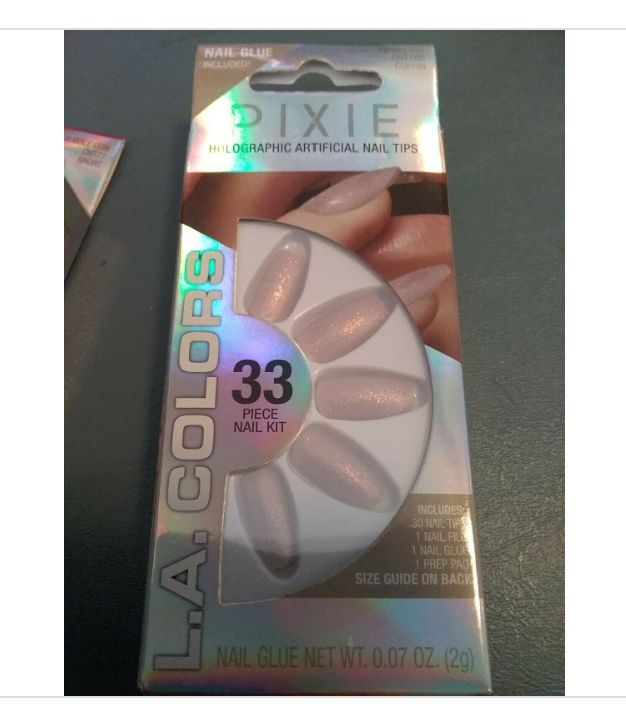 NAIL GLUE
INCLUDED!
COFFIN
PIXIE
HOLOGRAPHIC ARTIFICIAL NAIL TIPS
L.A. COLORS
33
PIECE
NAIL KIT
INCLUDES:
30 NAIL TIPS
1 NAIL FILE
1 NAIL GLUE
1 PREP PAD
SIZE GUIDE ON BACK
NAIL GLUE NET WT. 0.07 OZ. (2g)
SPORT